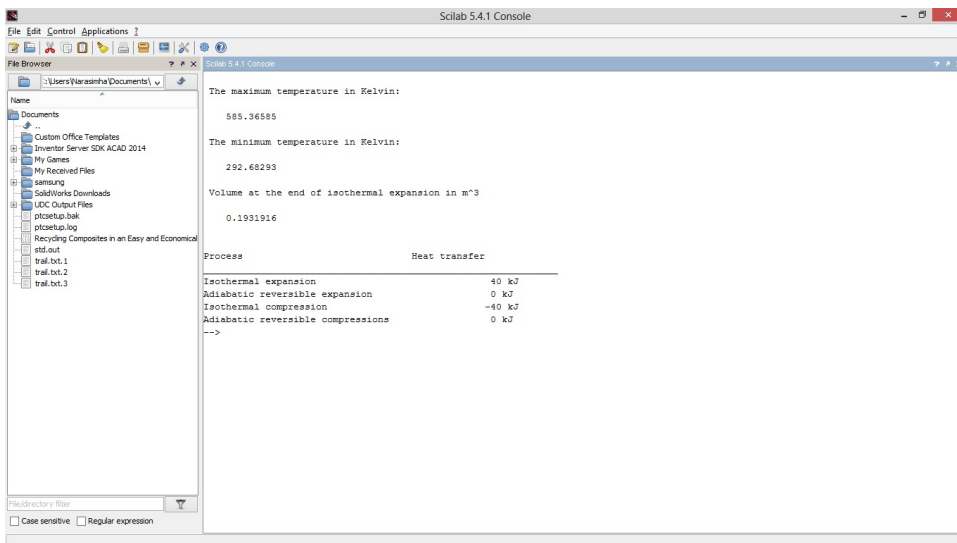 Scilab 5.4.1 Console
File Edit Control Applications ?
File Browser
Scilab 5.4.1 Console
:\Users\Narasimha\Documents\
Name
Documents
..
Custom Office Templates
Inventor Server SDK ACAD 2014
My Games
My Received Files
samsung
SolidWorks Downloads
UDC Output Files
ptcsetup.bak
ptcsetup.log
Recycling Composites in an Easy and Economical
std.out
trail.txt.1
trail.txt.2
trail.txt.3
File/directory filter
Case sensitive Regular expression
The maximum temperature in Kelvin:
585.36585
The minimum temperature in Kelvin:
292.68293
Volume at the end of isothermal expansion in m^3
0.1931916
Process Heat transfer
Isothermal expansion 40 kJ
Adiabatic reversible expansion 0 kJ
Isothermal compression -40 kJ
Adiabatic reversible compressions 0 kJ
-->